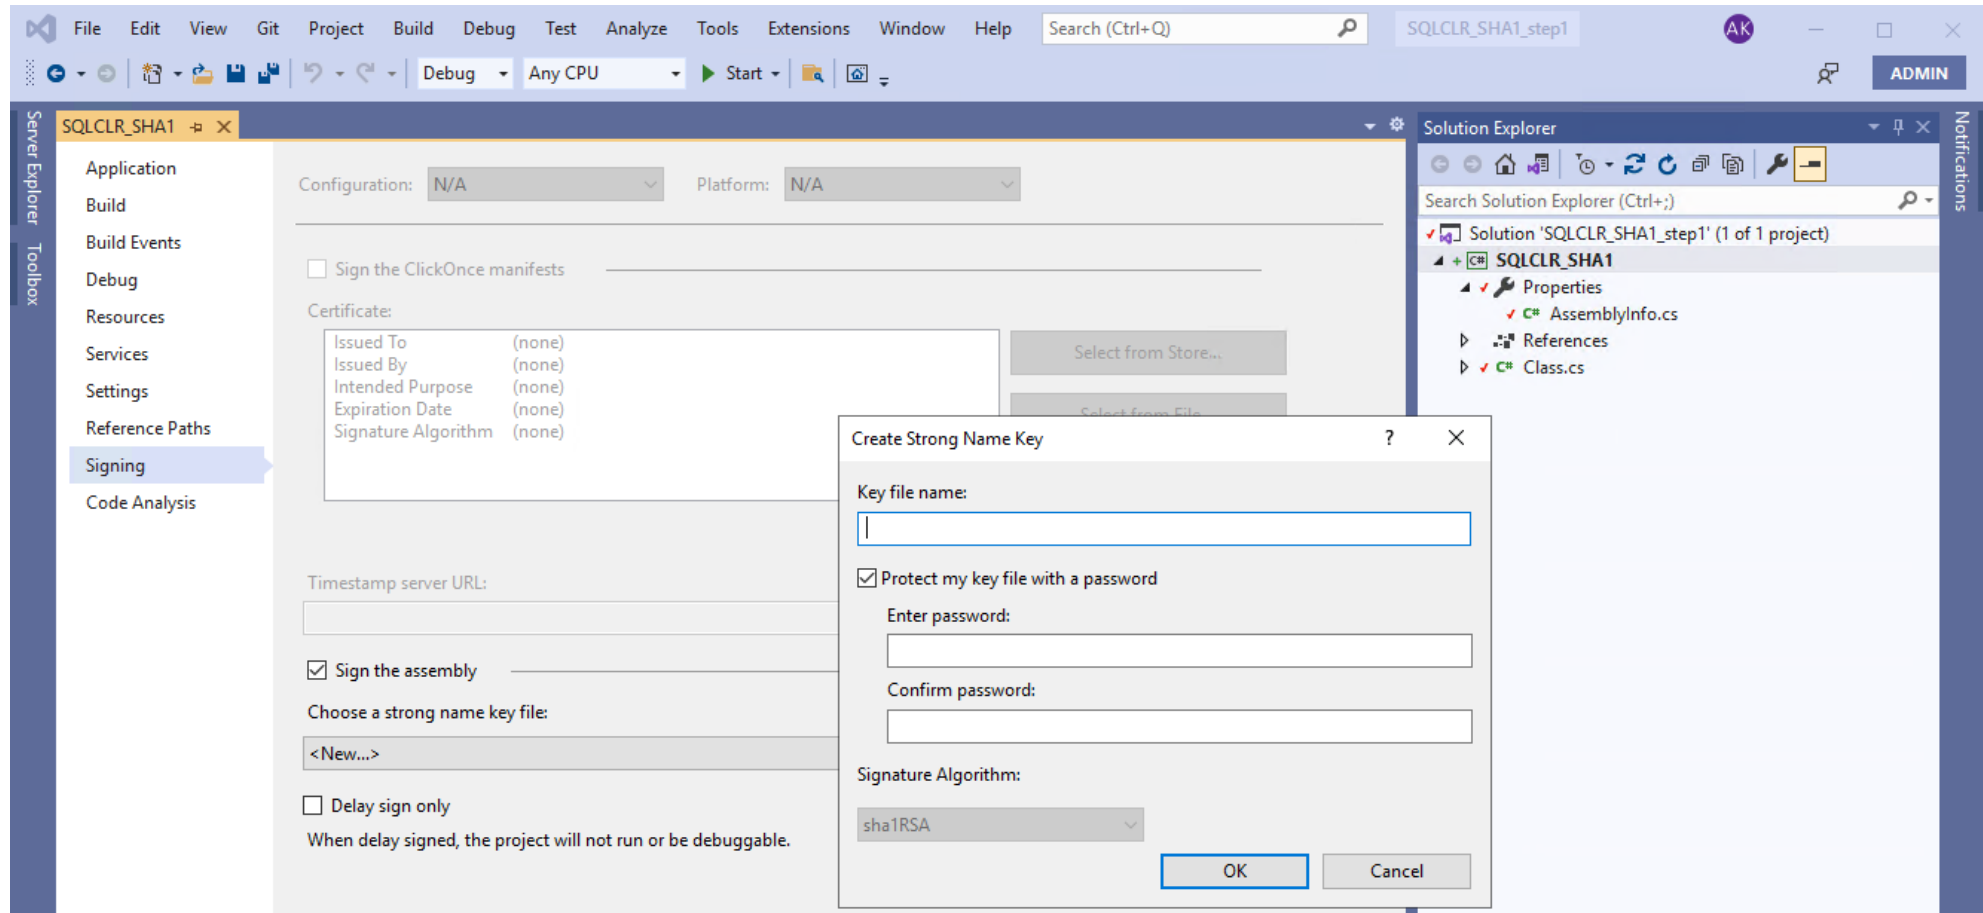 File Edit View Git Project Build Debug Test Analyze Tools Extensions Window Help Search (Ctrl+Q) SQLCLR_SHA1_step1 AK
Debug Any CPU Start ADMIN
Server Explorer
Toolbox
SQLCLR_SHA1
Application
Build
Build Events
Debug
Resources
Services
Settings
Reference Paths
Signing
Code Analysis
Configuration: N/A Platform: N/A
Sign the ClickOnce manifests
Certificate:
Issued To (none)
Issued By (none)
Intended Purpose (none)
Expiration Date (none)
Signature Algorithm (none)
Select from Store...
Select from File...
Timestamp server URL:
Sign the assembly
Choose a strong name key file:
<New...>
Delay sign only
When delay signed, the project will not run or be debuggable.
Create Strong Name Key ?
Key file name:
Protect my key file with a password
Enter password:
Confirm password:
Signature Algorithm:
sha1RSA
OK Cancel
Solution Explorer
Search Solution Explorer (Ctrl+;)
Solution 'SQLCLR_SHA1_step1' (1 of 1 project)
C# SQLCLR_SHA1
Properties
C# AssemblyInfo.cs
References
C# Class.cs
Notifications